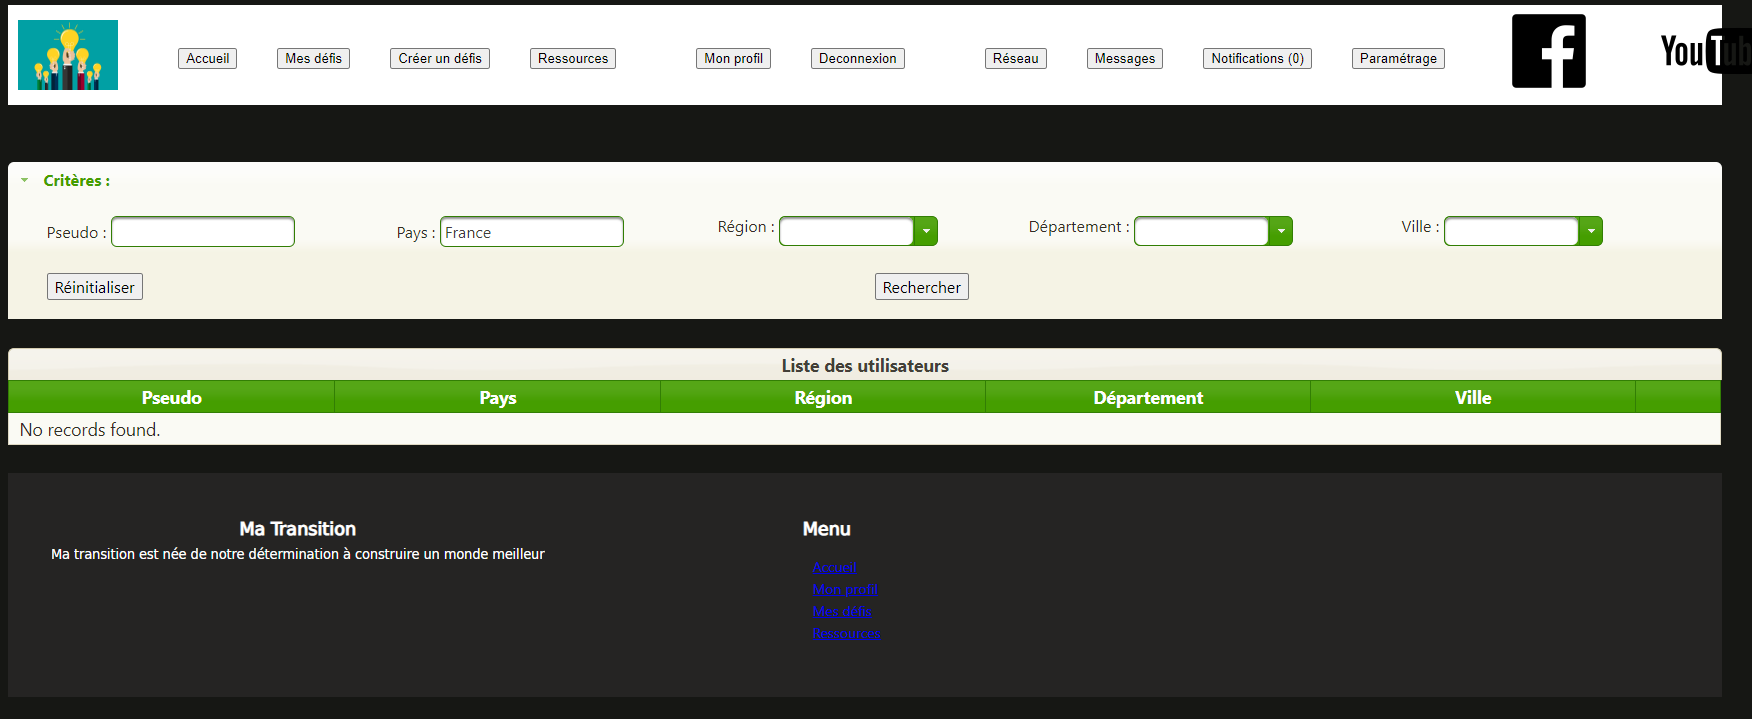 Accueil Mes défis Créer un défis Ressources Mon profil Deconnexion Réseau Messages Notifications (0) Paramétrage YouTub
Critères :
Pseudo : Pays : France Région : Département : Ville :
Réinitialiser Rechercher
Liste des utilisateurs
Pseudo Pays Région Département Ville
No records found.
Ma Transition
Ma transition est née de notre détermination à construire un monde meilleur
Menu
Accueil
Mon profil
Mes défis
Ressources